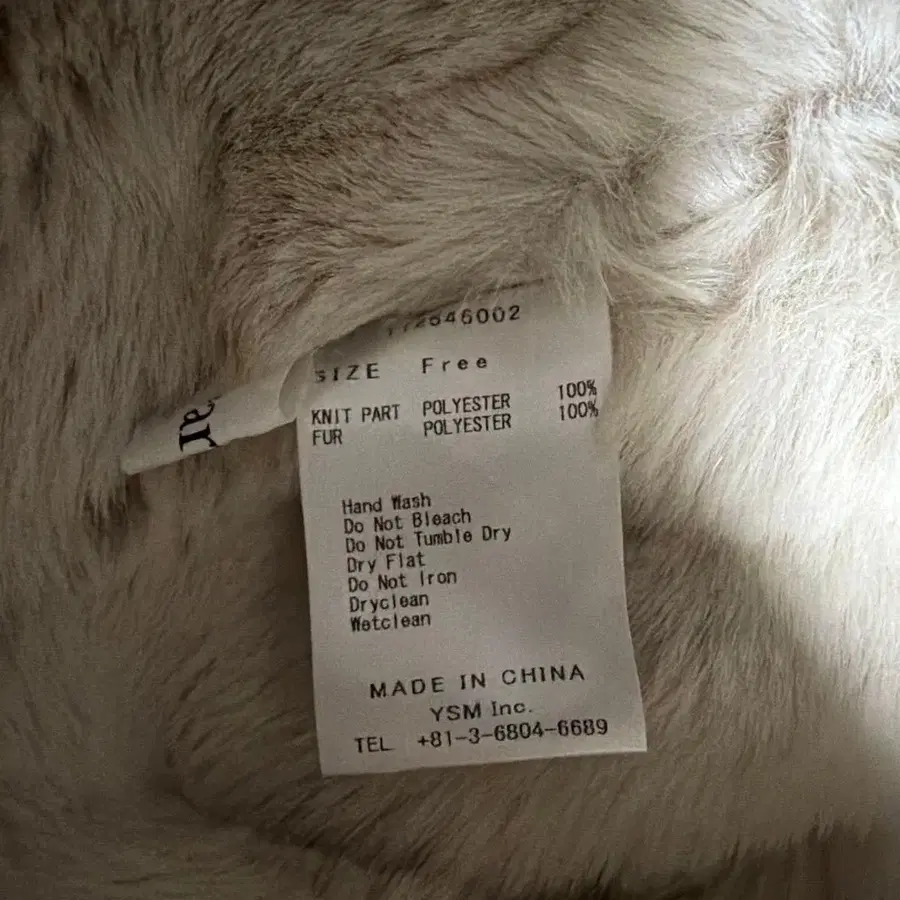 46002
SIZE Free
KNIT PART POLYESTER 100%
FUR POLYESTER 100%
Hand Wash
Do Not Bleach
Do Not Tumble Dry
Dry Flat
Do Not Iron
Dryclean
Wetclean
MADE IN CHINA
YSM Inc.
TEL +81-3-6804-6689